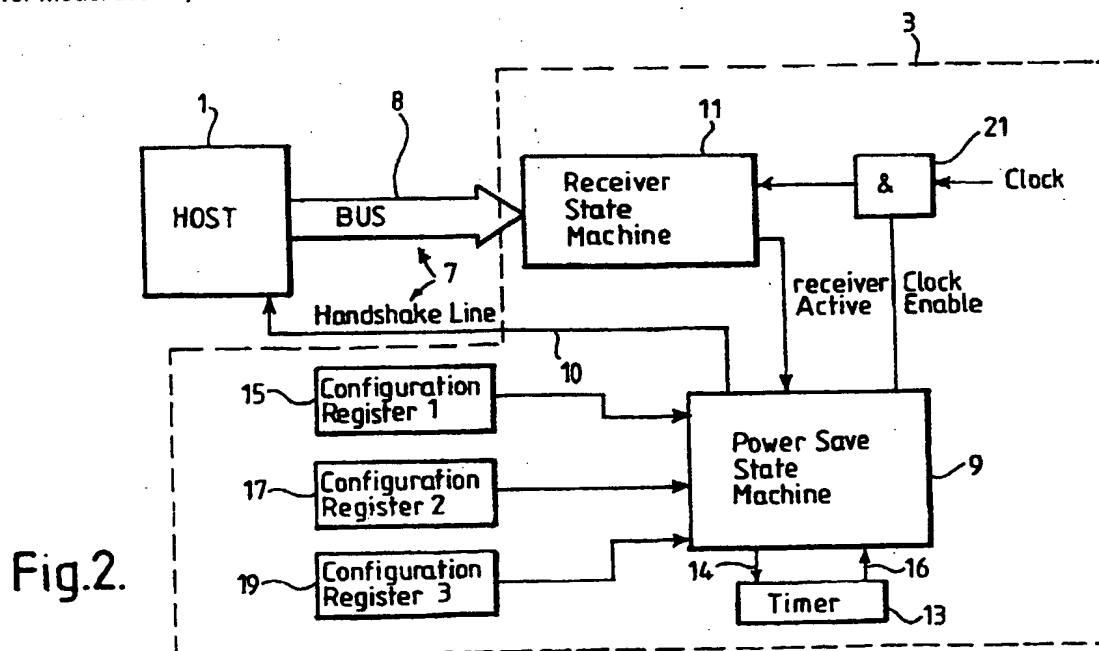 3
1
8
11
21
HOST
BUS
Receiver
State
Machine
&
Clock
7
Handshake Line
receiver
Active
Clock
Enable
10
15
Configuration
Register 1
17
Configuration
Register 2
19
Configuration
Register 3
Power Save
State
Machine
9
14
16
Timer
13
Fig.2.